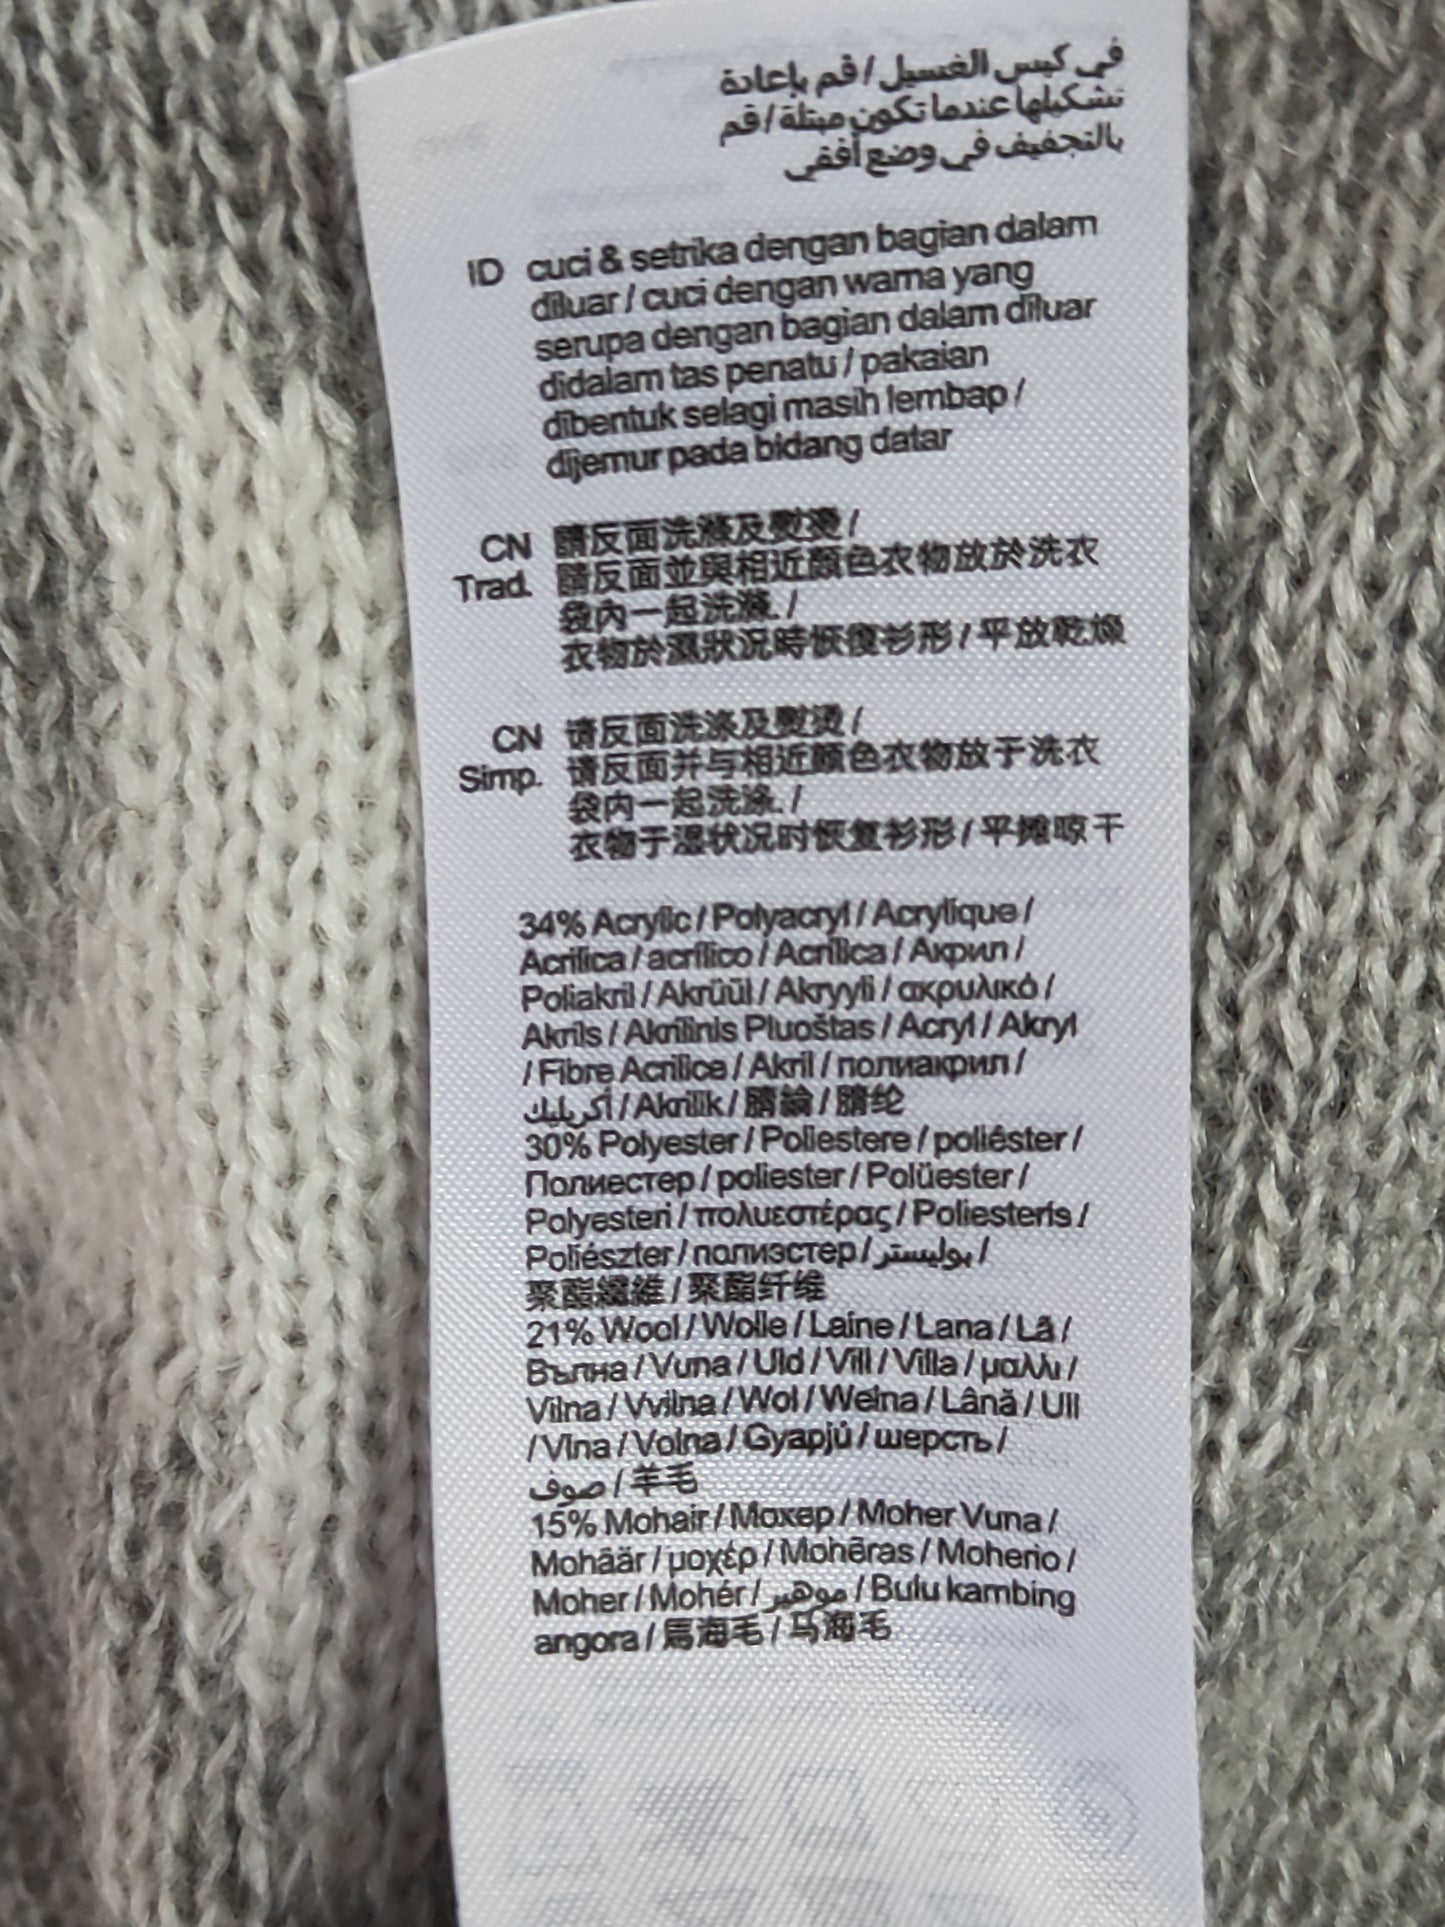 في كيس الغسيل / قم بإعادة
تشكيلها عندما تكون مبتلة / قم
بالتجفيف في وضع أفقي
ID cuci & setrika dengan bagian dalam
diluar / cuci dengan warna yang
serupa dengan bagian dalam diluar
didalam tas penatu / pakaian
dibentuk selagi masih lembap /
dijemur pada bidang datar
CN Trad. 請反面洗滌及熨燙 /
請反面並與相近顏色衣物放於洗衣
袋內一起洗滌. /
衣物於濕狀況時恢復衫形 / 平放乾燥
CN Simp. 请反面洗涤及熨烫 /
请反面并与相近颜色衣物放于洗衣
袋内一起洗涤. /
衣物于湿状况时恢复衫形 / 平摊晾干
34% Acrylic / Polyacryl / Acrylique /
Acrilica / acrílico / Acrílica / Акрил /
Poliakril / Akrüül / Akryyli / ακρυλικό /
Akrils / Akrilinis Pluoštas / Acryl / Akryl
/ Fibre Acrilice / Akril / полиакрил /
أكريليك / Akrilik / 腈綸 / 腈纶
30% Polyester / Poliestere / poliéster /
Полиестер / poliester / Polüester /
Polyesteri / πολυεστέρας / Poliesteris /
Poliészter / полиэстер / بوليستر /
聚酯纖維 / 聚酯纤维
21% Wool / Wolle / Laine / Lana / Lã /
Вълна / Vuna / Uld / Vill / Villa / μαλλι /
Vilna / Vvilna / Wol / Wełna / Lână / Ull
/ Vlna / Volna / Gyapjú / шерсть /
صوف / 羊毛
15% Mohair / Мохер / Moher Vuna /
Mohäär / μοχέρ / Mohēras / Moherio /
Moher / Mohér / موهير / Bulu kambing
angora / 馬海毛 / 马海毛